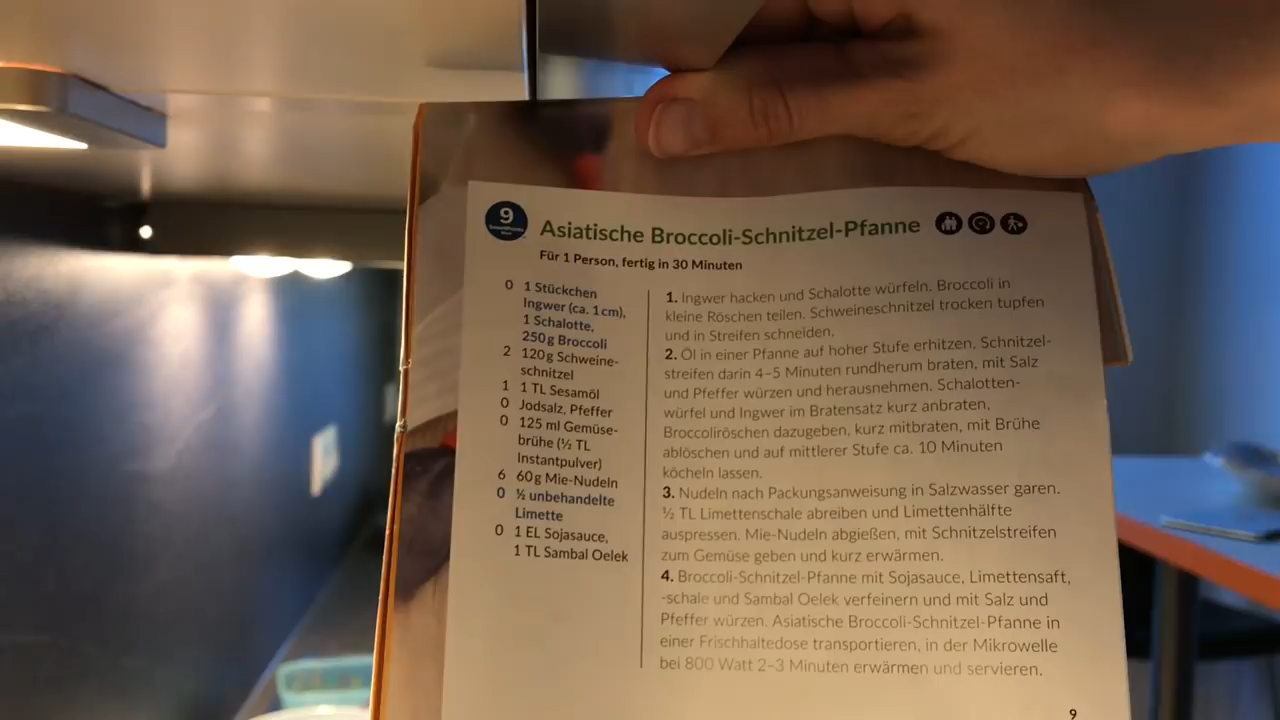 9
SmartPoints
Asiatische Broccoli-Schnitzel-Pfanne
Für 1 Person, fertig in 30 Minuten
0 1 Stückchen
Ingwer (ca. 1 cm),
1 Schalotte,
250 g Broccoli
2 120 g Schweine-
schnitzel
1 1 TL Sesamöl
0 Jodsalz, Pfeffer
0 125 ml Gemüse-
brühe (½ TL
Instantpulver)
6 60 g Mie-Nudeln
0 ½ unbehandelte
Limette
0 1 EL Sojasauce,
1 TL Sambal Oelek
1. Ingwer hacken und Schalotte würfeln. Broccoli in
kleine Röschen teilen. Schweineschnitzel trocken tupfen
und in Streifen schneiden.
2. Öl in einer Pfanne auf hoher Stufe erhitzen, Schnitzel-
streifen darin 4–5 Minuten rundherum braten, mit Salz
und Pfeffer würzen und herausnehmen. Schalotten-
würfel und Ingwer im Bratensatz kurz anbraten,
Broccoliröschen dazugeben, kurz mitbraten, mit Brühe
ablöschen und auf mittlerer Stufe ca. 10 Minuten
köcheln lassen.
3. Nudeln nach Packungsanweisung in Salzwasser garen.
½ TL Limettenschale abreiben und Limettenhälfte
auspressen. Mie-Nudeln abgießen, mit Schnitzelstreifen
zum Gemüse geben und kurz erwärmen.
4. Broccoli-Schnitzel-Pfanne mit Sojasauce, Limettensaft,
-schale und Sambal Oelek verfeinern und mit Salz und
Pfeffer würzen. Asiatische Broccoli-Schnitzel-Pfanne in
einer Frischhaltedose transportieren, in der Mikrowelle
bei 800 Watt 2–3 Minuten erwärmen und servieren.
9